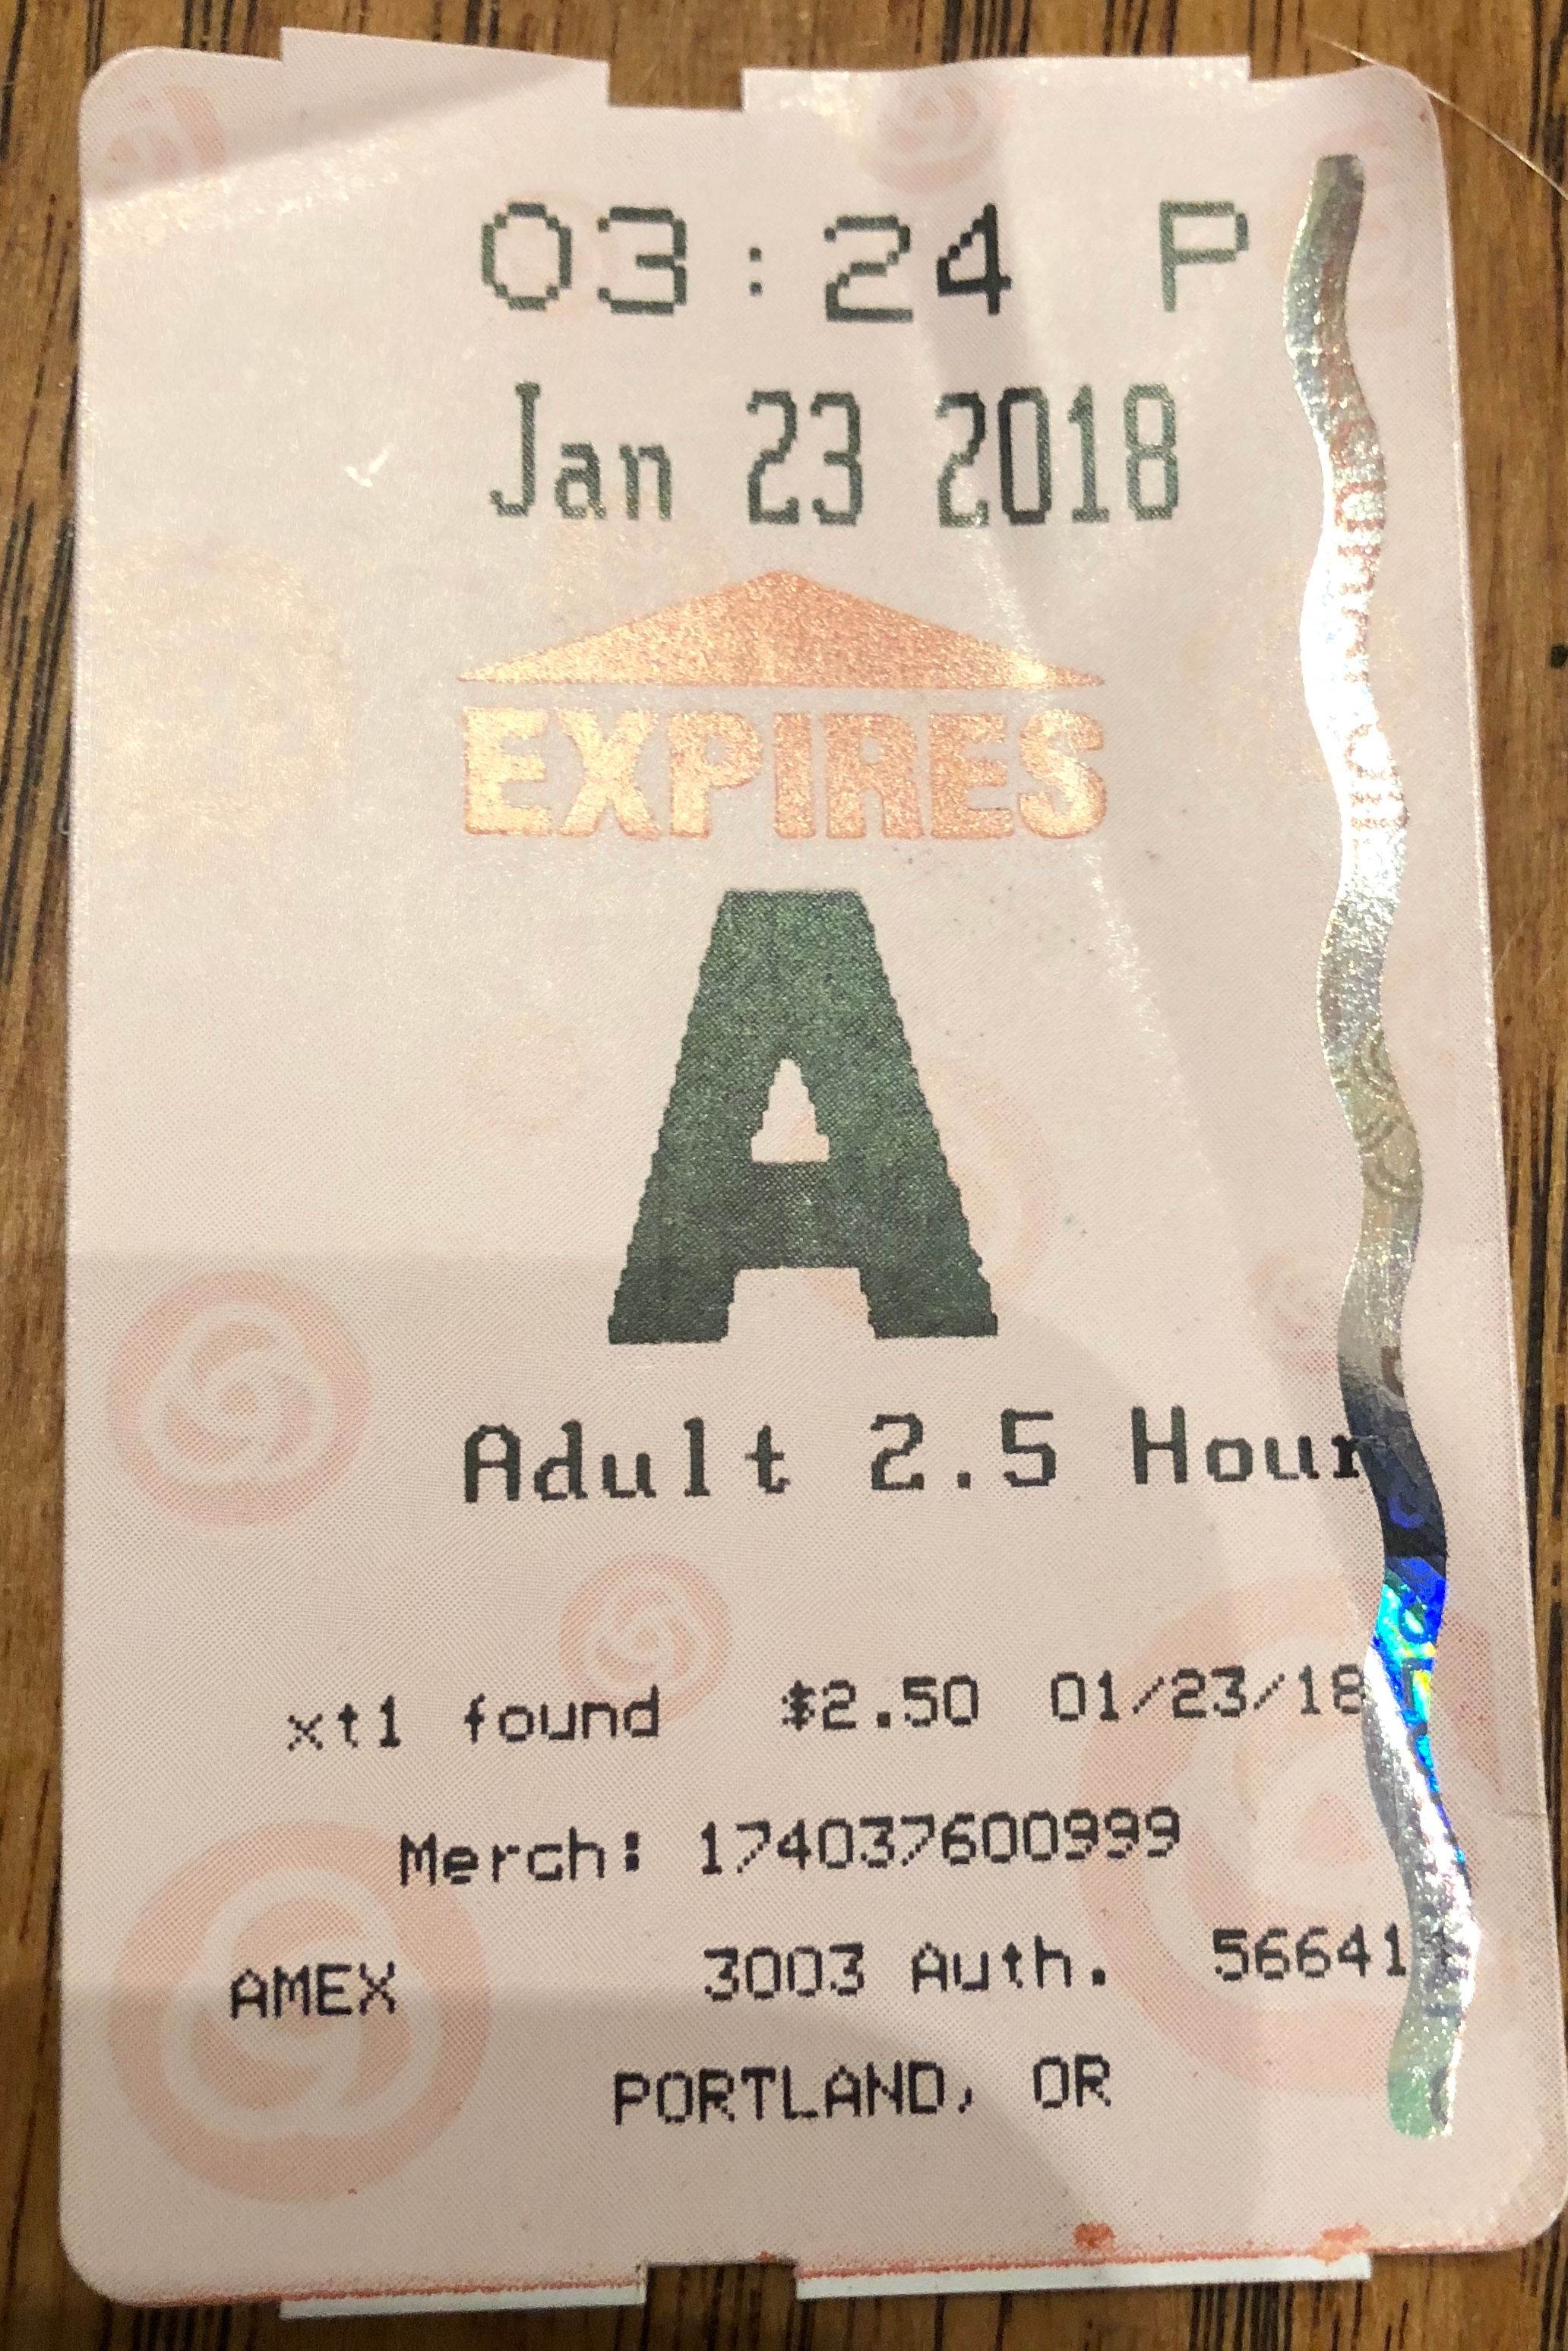 03:24 P
Jan 23 2018
EXPIRES
A
Adult 2.5 Hour
xt1 found $2.50 01/23/18
Merch: 174037600999
AMEX 3003 Auth. 56641
PORTLAND, OR